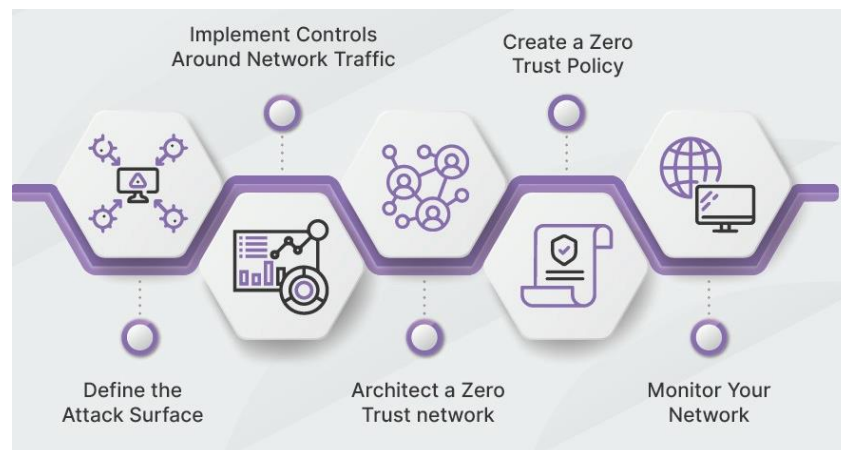 Implement Controls
Around Network Traffic
Create a Zero
Trust Policy
Define the
Attack Surface
Architect a Zero
Trust network
Monitor Your
Network